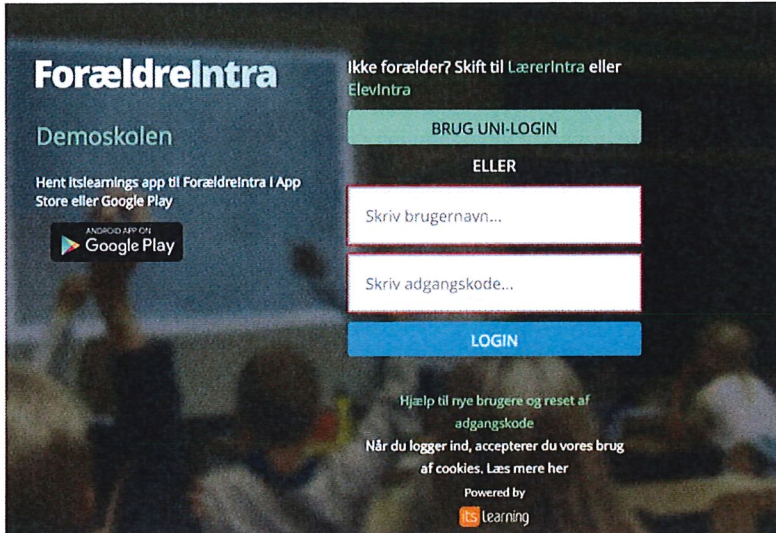 ForældreIntra
Demoskolen
Hent itslearnings app til ForældreIntra i App
Store eller Google Play
ANDROID APP ON
Google Play
Ikke forælder? Skift til LærerIntra eller
ElevIntra
BRUG UNI-LOGIN
ELLER
Skriv brugernavn...
Skriv adgangskode...
LOGIN
Hjælp til nye brugere og reset af
adgangskode
Når du logger ind, accepterer du vores brug
af cookies. Læs mere her
Powered by
its learning